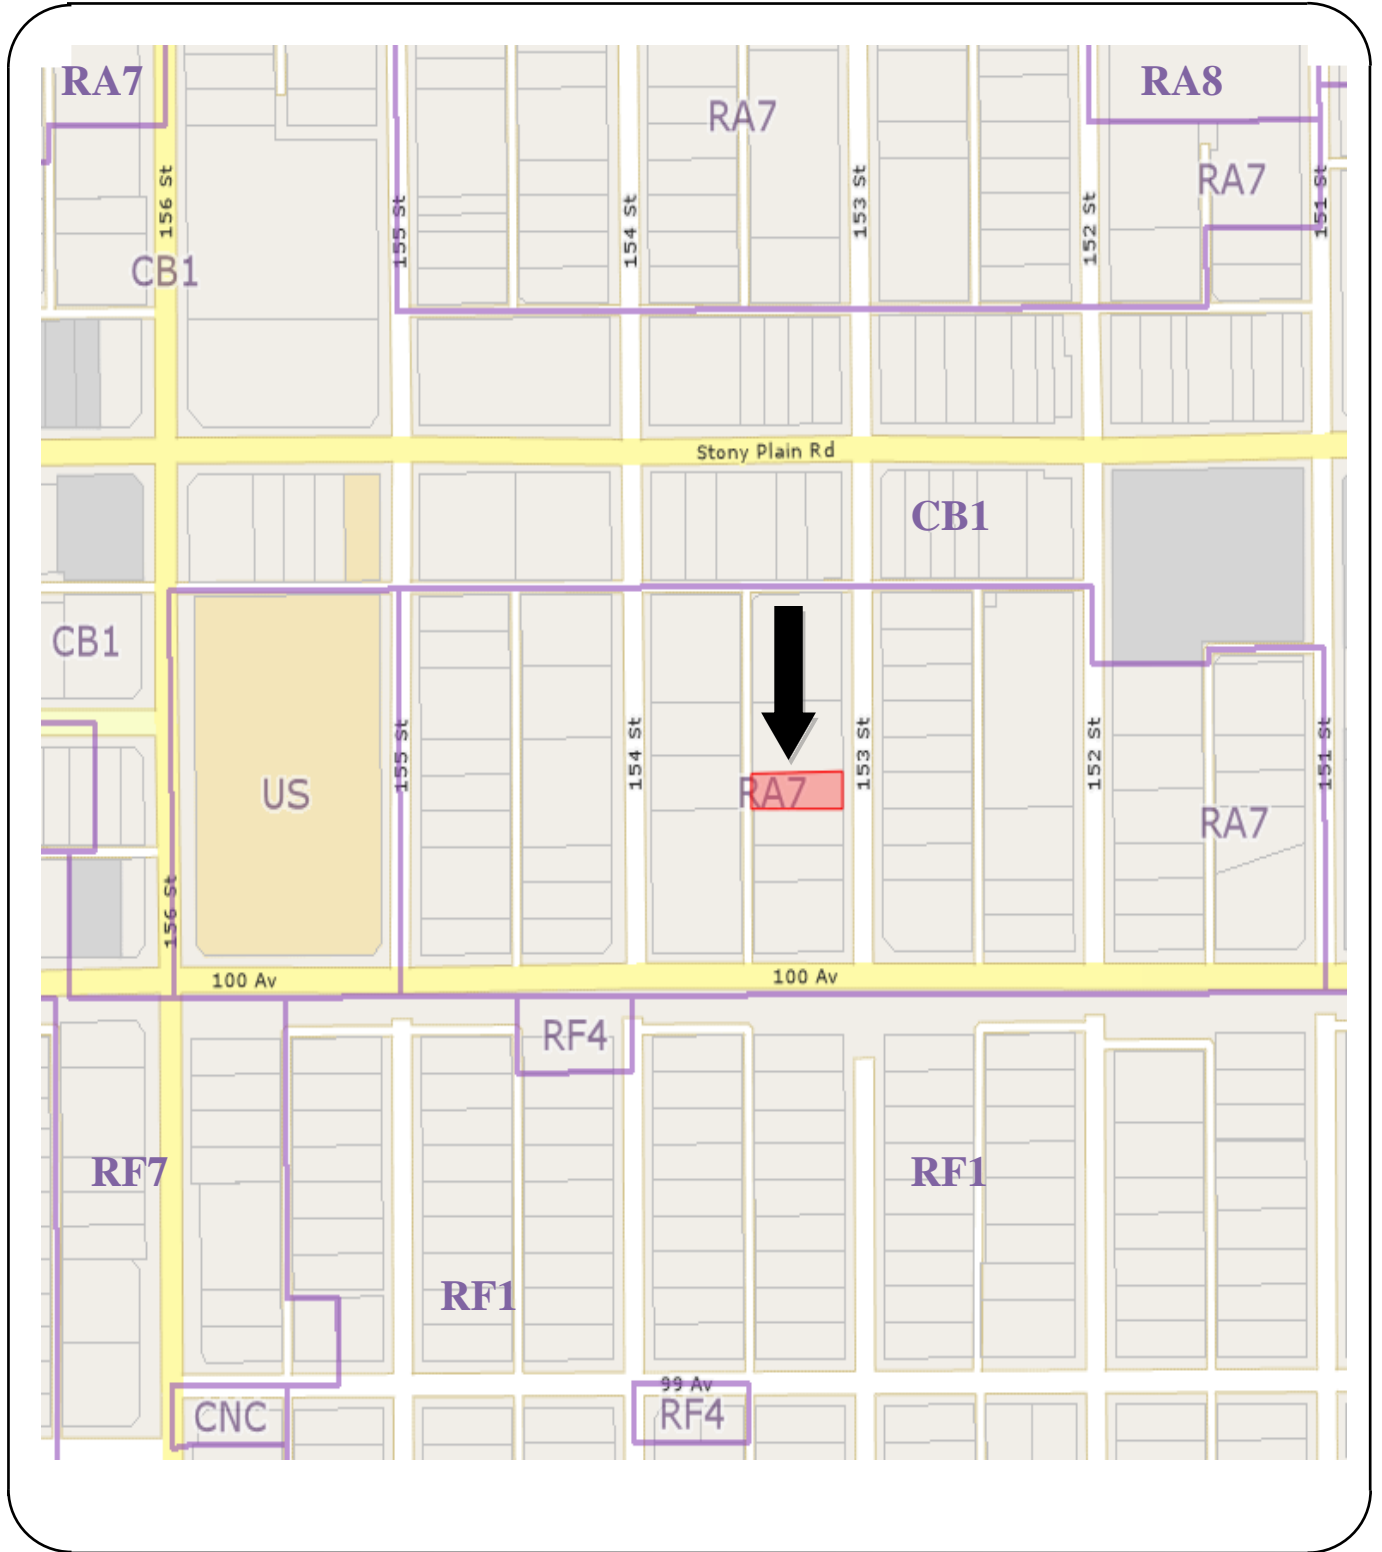 RA7
RA8
RA7
RA7
156 St
155 St
154 St
153 St
152 St
151 St
CB1
Stony Plain Rd
CB1
CB1
US
155 St
154 St
RA7
153 St
152 St
RA7
151 St
156 St
100 Av
100 Av
RF4
RF7
RF1
RF1
99 Av
CNC
RF4